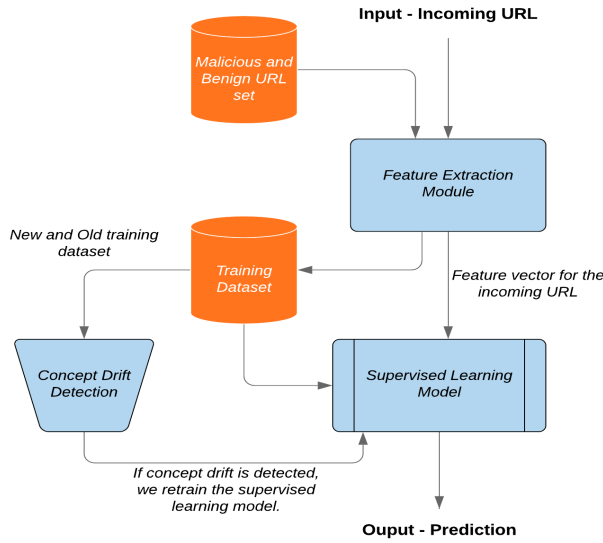 Input - Incoming URL
Malicious and
Benign URL
set
Feature Extraction
Module
New and Old training
dataset
Training
Dataset
Feature vector for the
incoming URL
Concept Drift
Detection
Supervised Learning
Model
If concept drift is detected,
we retrain the supervised
learning model.
Ouput - Prediction